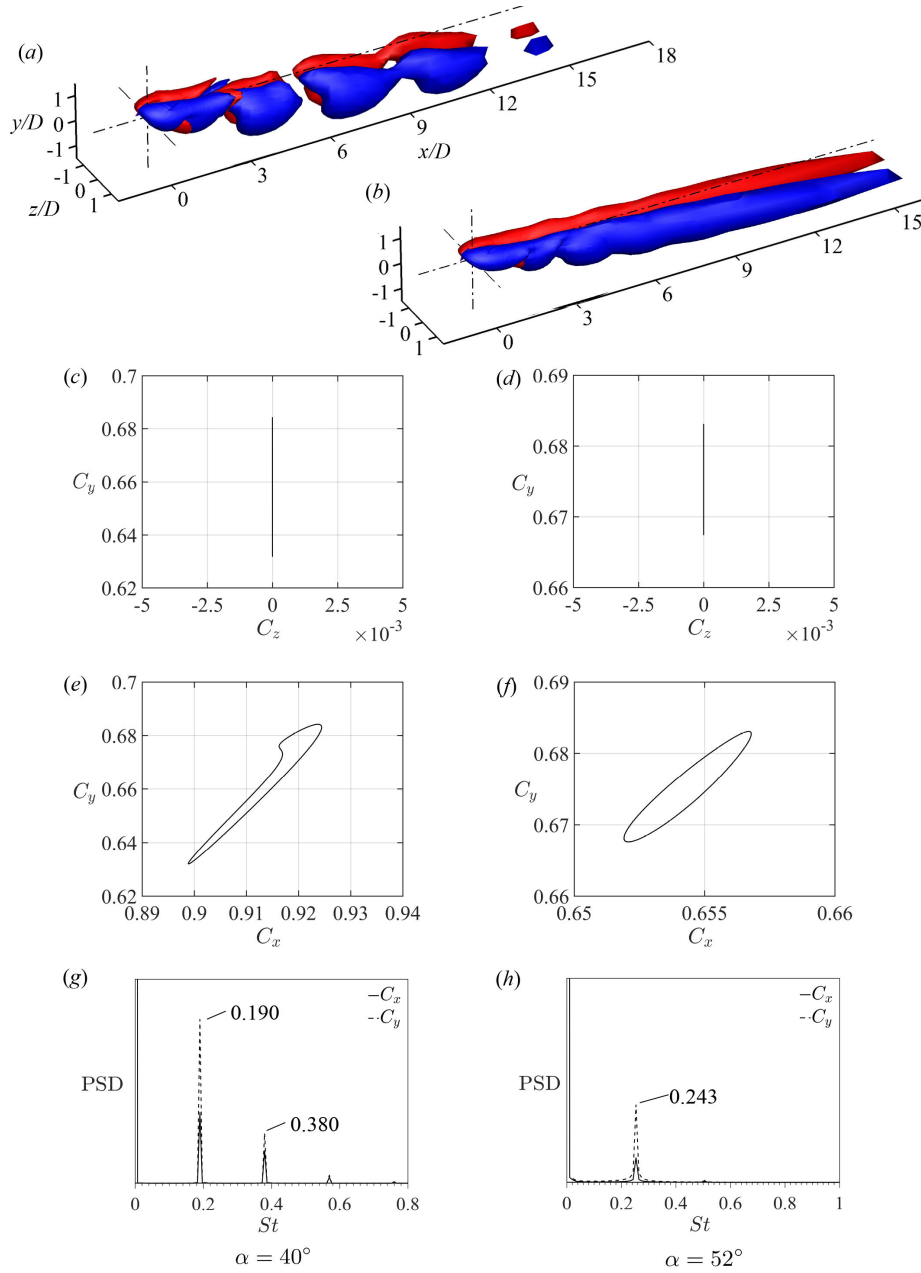 (a)
18
15
12
9
6
3
0
x/D
1
0
-1
y/D
-1
0
1
z/D
(b)
15
12
9
6
3
0
1
0
-1
-1
0
1
(c)
0.7
0.68
0.66
0.64
0.62
C_y
-5 -2.5 0 2.5 5
C_z ×10⁻³
(d)
0.69
0.68
0.67
0.66
C_y
-5 -2.5 0 2.5 5
C_z ×10⁻³
(e)
0.7
0.68
0.66
0.64
0.62
C_y
0.89 0.9 0.91 0.92 0.93 0.94
C_x
(f)
0.69
0.68
0.67
0.66
C_y
0.65 0.655 0.66
C_x
(g)
C_x
C_y
0.190
0.380
PSD
0 0.2 0.4 0.6 0.8
St
α = 40°
(h)
C_x
C_y
0.243
PSD
0 0.2 0.4 0.6 0.8 1
St
α = 52°